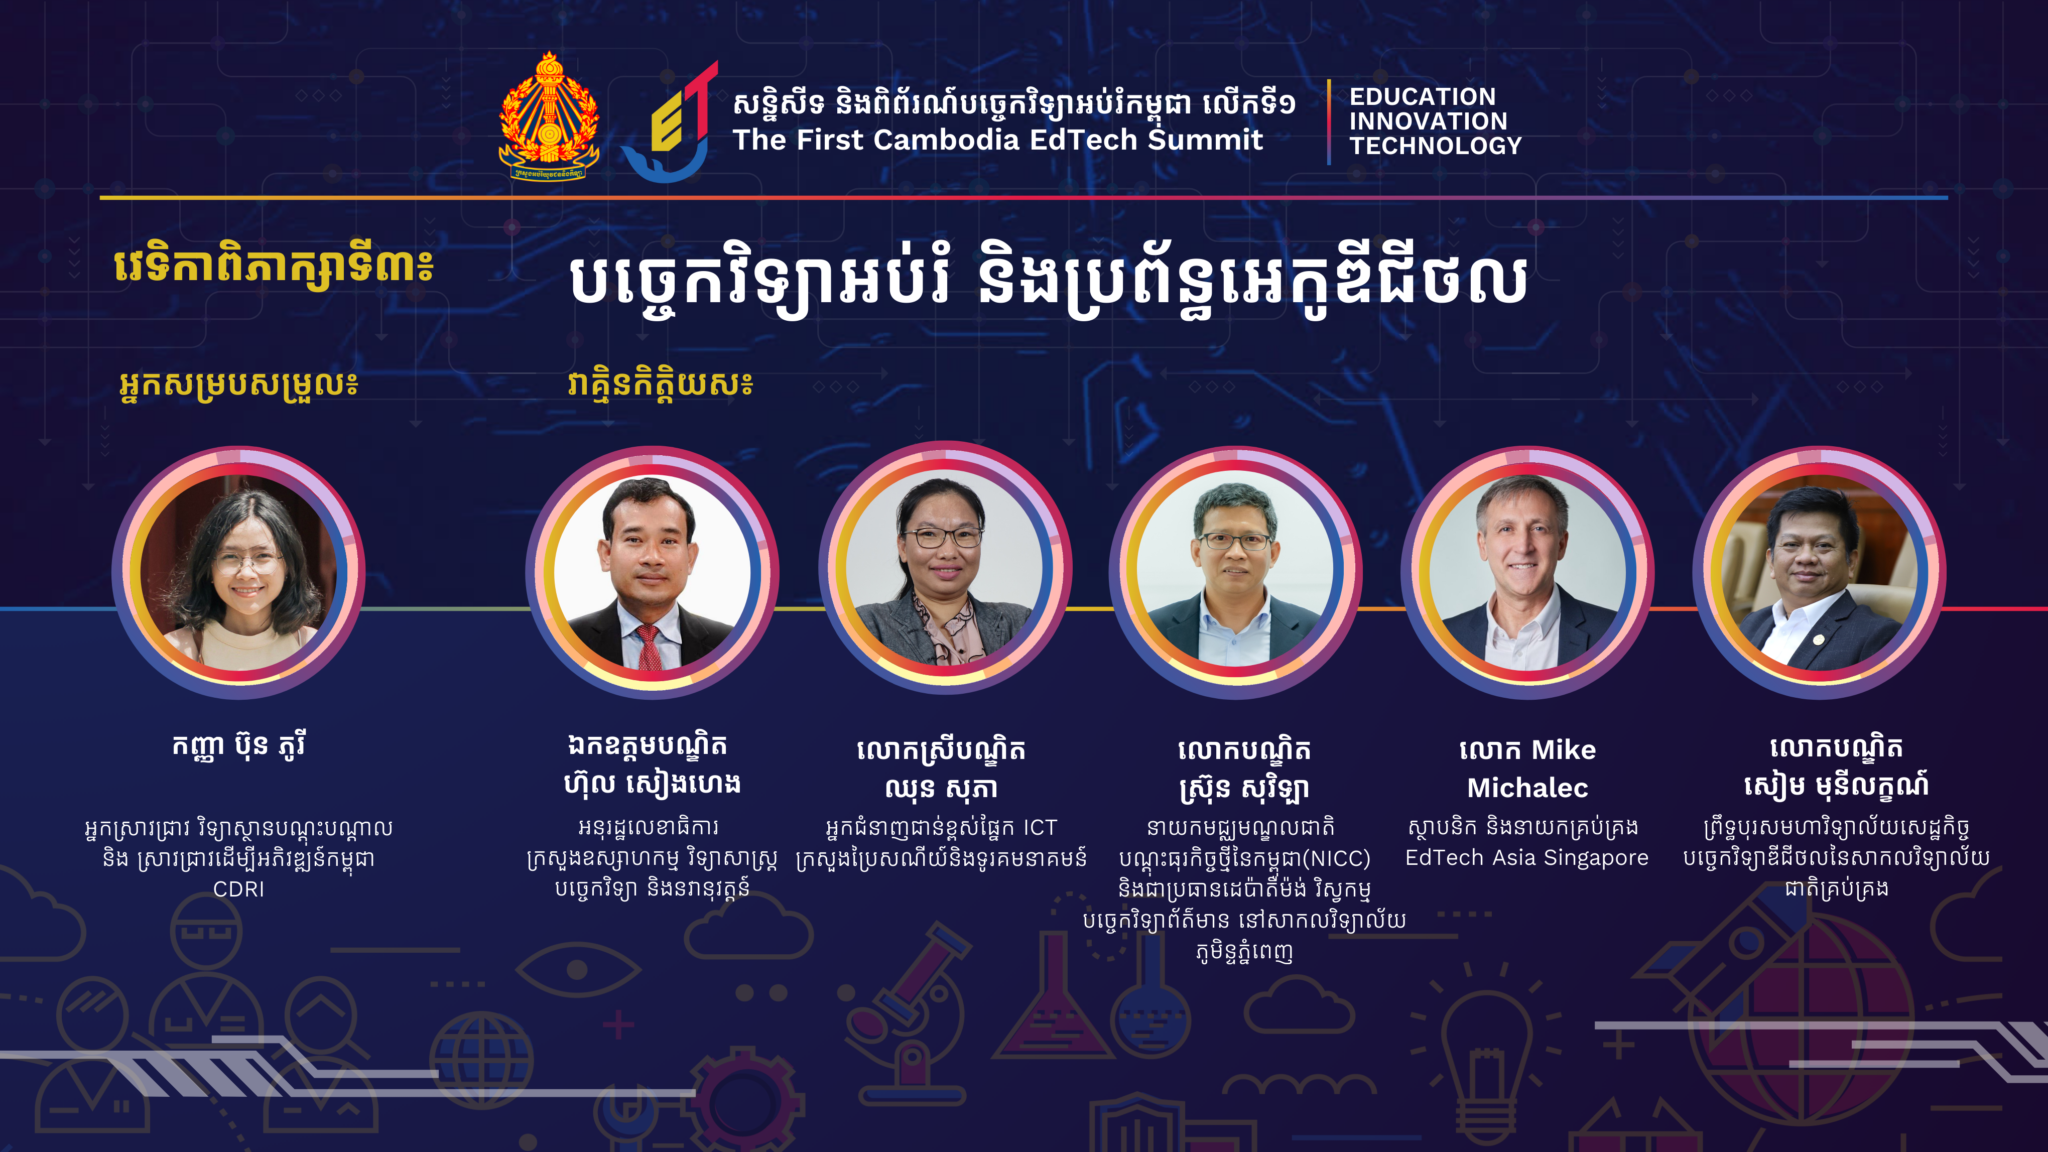 សន្និសីទ និងពិព័រណ៍បច្ចេកវិទ្យាអប់រំកម្ពុជា លើកទី១
The First Cambodia EdTech Summit
EDUCATION
INNOVATION
TECHNOLOGY
ក្រសួងអប់រំយុវជននិងកីឡា
វេទិកាពិភាក្សាទី៣៖
បច្ចេកវិទ្យាអប់រំ និងប្រព័ន្ធអេកូឌីជីថល
អ្នកសម្របសម្រួល៖
វាគ្មិនកិត្តិយស៖
កញ្ញា ប៊ុន ភូរី
អ្នកស្រាវជ្រាវ វិទ្យាស្ថានបណ្តុះបណ្តាល
និង ស្រាវជ្រាវដើម្បីអភិវឌ្ឍន៍កម្ពុជា
CDRI
ឯកឧត្តមបណ្ឌិត
ហ៊ុល សៀងហេង
អនុរដ្ឋលេខាធិការ
ក្រសួងឧស្សាហកម្ម វិទ្យាសាស្ត្រ
បច្ចេកវិទ្យា និងនវានុវត្តន៍
លោកស្រីបណ្ឌិត
ឈុន សុភា
អ្នកជំនាញជាន់ខ្ពស់ផ្នែក ICT
ក្រសួងប្រៃសណីយ៍និងទូរគមនាគមន៍
លោកបណ្ឌិត
ស្រ៊ុន សុវិឡា
នាយកមជ្ឈមណ្ឌលជាតិ
បណ្តុះធុរកិច្ចថ្មីនៃកម្ពុជា(NICC)
និងជាប្រធានដេប៉ាតឺម៉ង់ វិស្វកម្ម
បច្ចេកវិទ្យាព័ត៌មាន នៅសាកលវិទ្យាល័យ
ភូមិន្ទភ្នំពេញ
លោក Mike
Michalec
ស្ថាបនិក និងនាយកគ្រប់គ្រង
EdTech Asia Singapore
លោកបណ្ឌិត
សៀម មុនីលក្ខណ៍
ព្រឹទ្ធបុរសមហាវិទ្យាល័យសេដ្ឋកិច្ច
បច្ចេកវិទ្យាឌីជីថលនៃសាកលវិទ្យាល័យ
ជាតិគ្រប់គ្រង